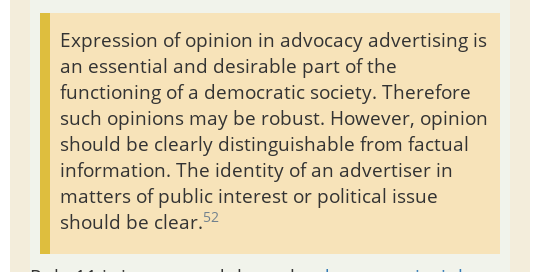 Expression of opinion in advocacy advertising is
an essential and desirable part of the
functioning of a democratic society. Therefore
such opinions may be robust. However, opinion
should be clearly distinguishable from factual
information. The identity of an advertiser in
matters of public interest or political issue
should be clear.52